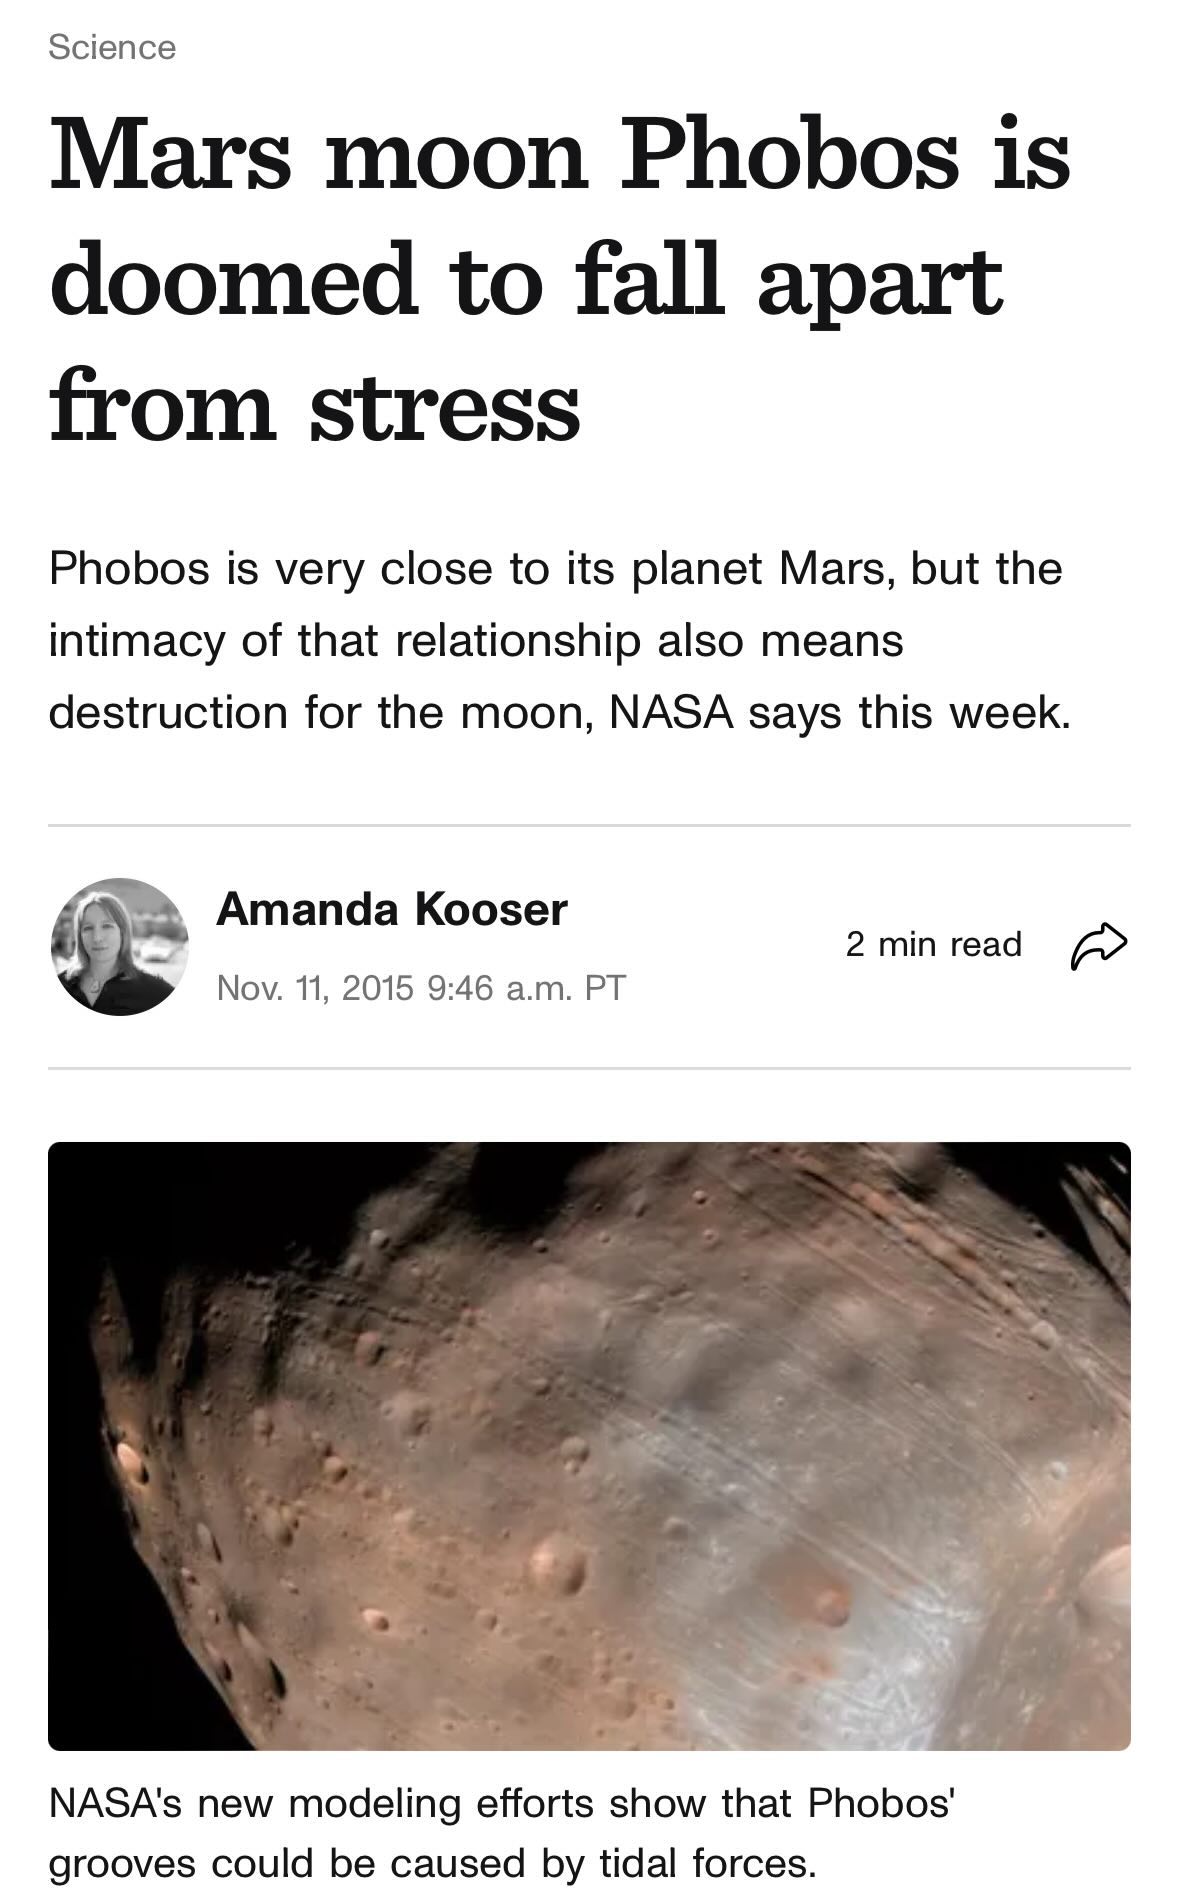 Science
Mars moon Phobos is
doomed to fall apart
from stress
Phobos is very close to its planet Mars, but the
intimacy of that relationship also means
destruction for the moon, NASA says this week.
Amanda Kooser
Nov. 11, 2015 9:46 a.m. PT
2 min read
NASA's new modeling efforts show that Phobos'
grooves could be caused by tidal forces.